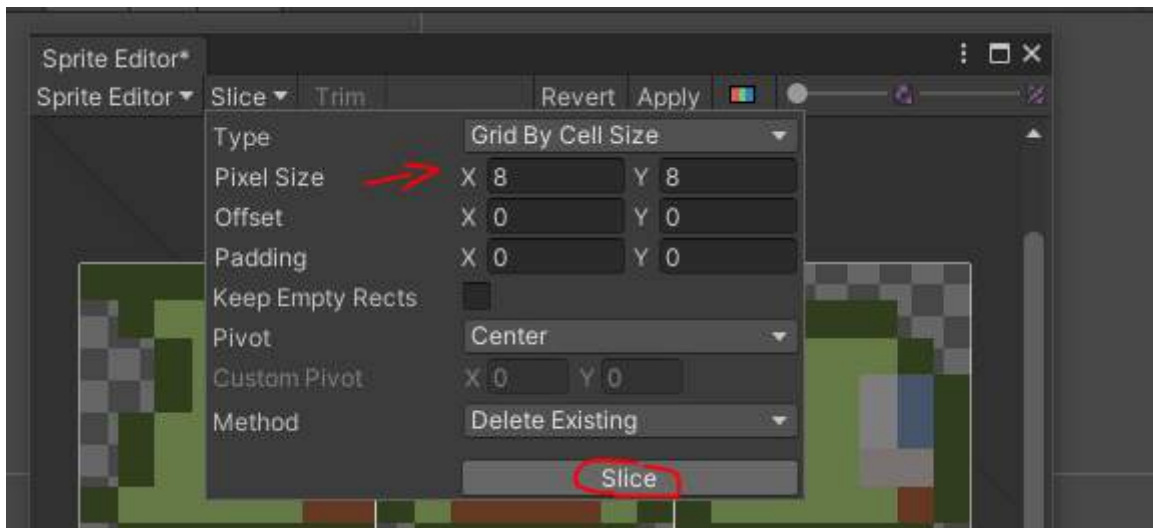 Sprite Editor*
Sprite Editor Slice Trim Revert Apply
Type Grid By Cell Size
Pixel Size X 8 Y 8
Offset X 0 Y 0
Padding X 0 Y 0
Keep Empty Rects
Pivot Center
Custom Pivot X 0 Y 0
Method Delete Existing
Slice